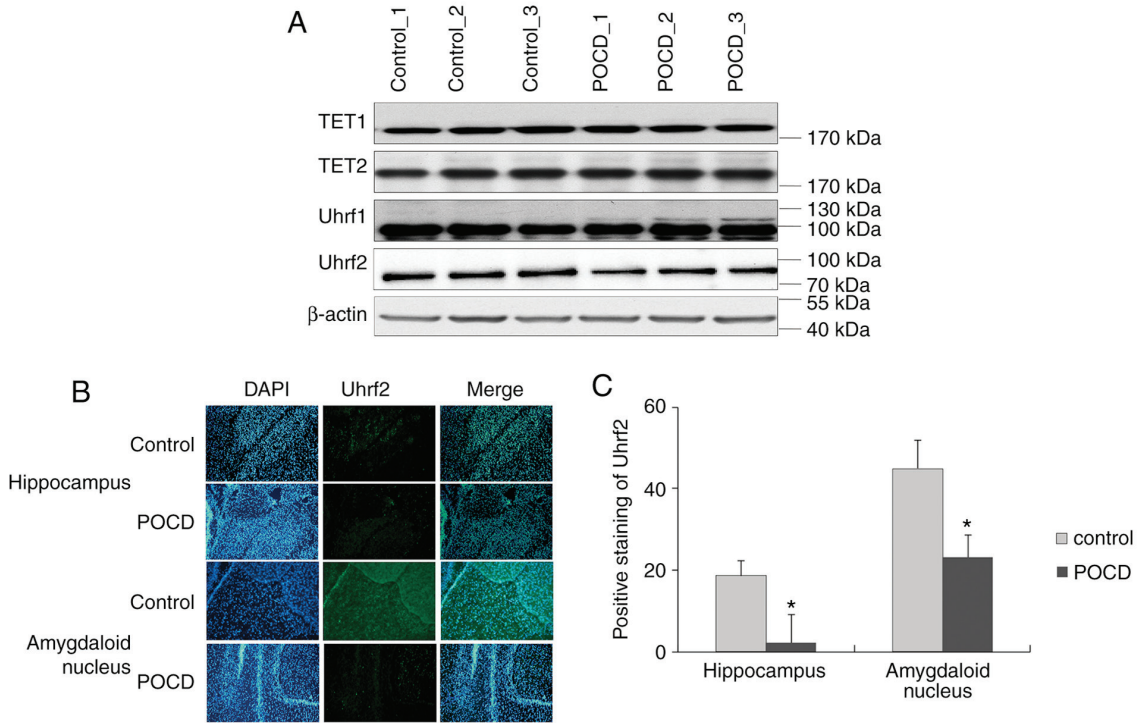 A
Control_1
Control_2
Control_3
POCD_1
POCD_2
POCD_3
TET1
170 kDa
TET2
170 kDa
Uhrf1
130 kDa
100 kDa
Uhrf2
100 kDa
70 kDa
β-actin
55 kDa
40 kDa
B
DAPI
Uhrf2
Merge
Control
Hippocampus
POCD
Control
Amygdaloid
nucleus
POCD
C
Positive staining of Uhrf2
60
40
20
0
*
*
Hippocampus
Amygdaloid
nucleus
control
POCD